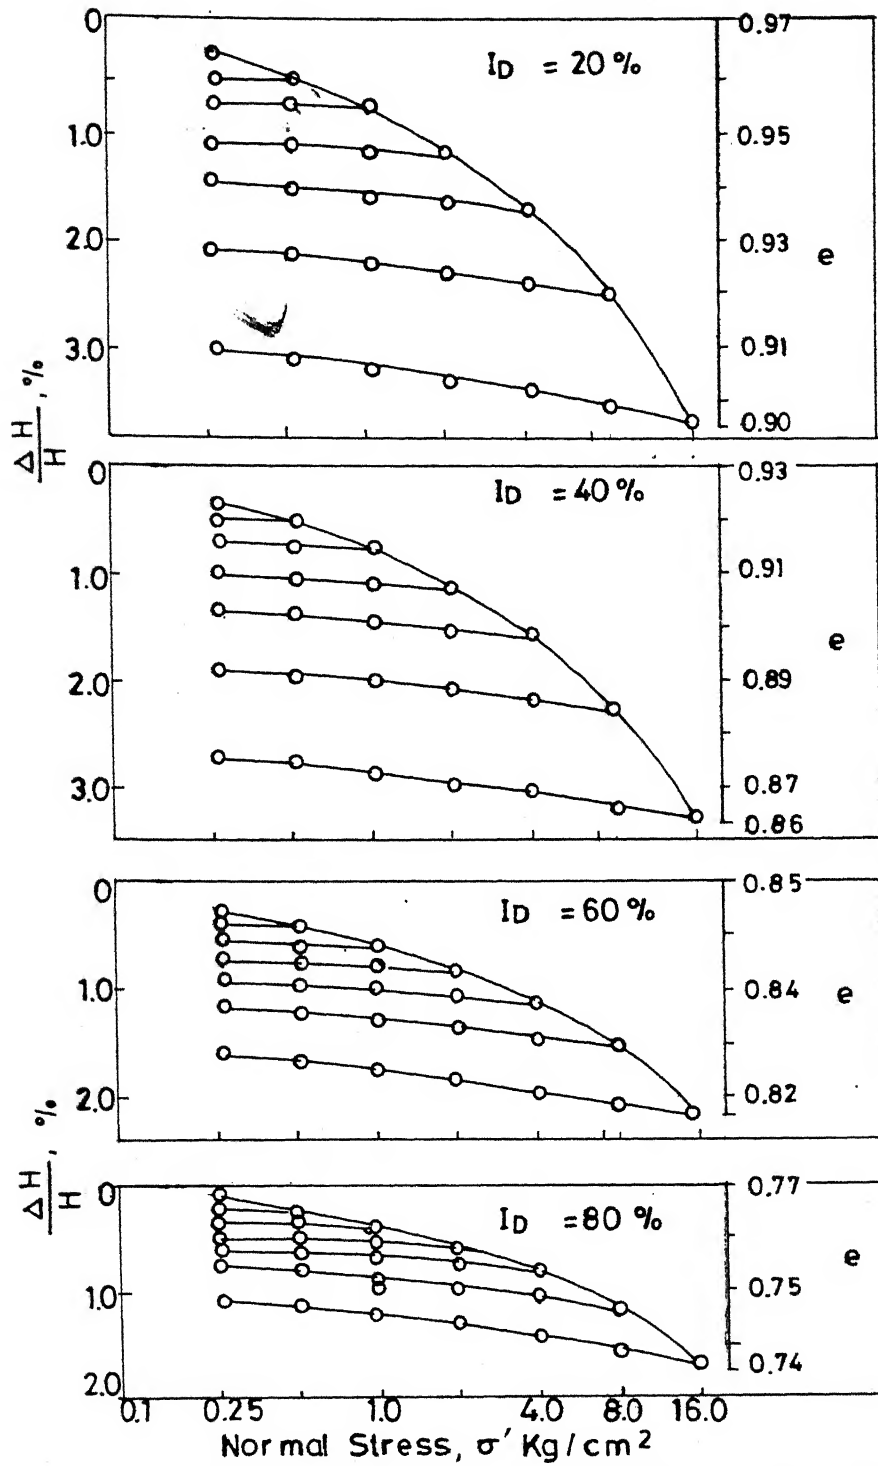 0
1.0
2.0
3.0
I_D = 20 %
0.97
0.95
0.93
0.91
0.90
e
ΔH/H, %
0
1.0
2.0
3.0
I_D = 40 %
0.93
0.91
0.89
0.87
0.86
e
0
1.0
2.0
I_D = 60 %
0.85
0.84
0.82
e
ΔH/H, %
0
1.0
2.0
I_D = 80 %
0.77
0.75
0.74
e
0.1 0.25 1.0 4.0 8.0 16.0
Normal Stress, σ' Kg/cm²